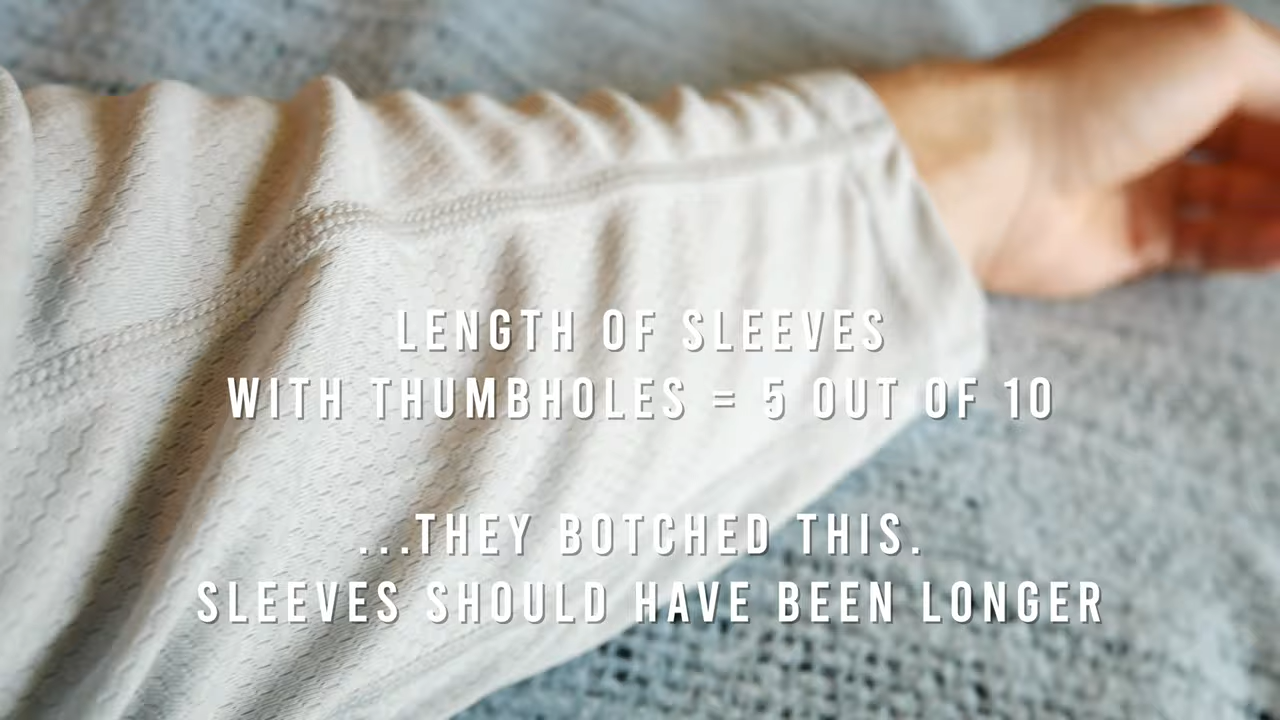 LENGTH OF SLEEVES
WITH THUMBHOLES = 5 OUT OF 10
...THEY BOTCHED THIS.
SLEEVES SHOULD HAVE BEEN LONGER